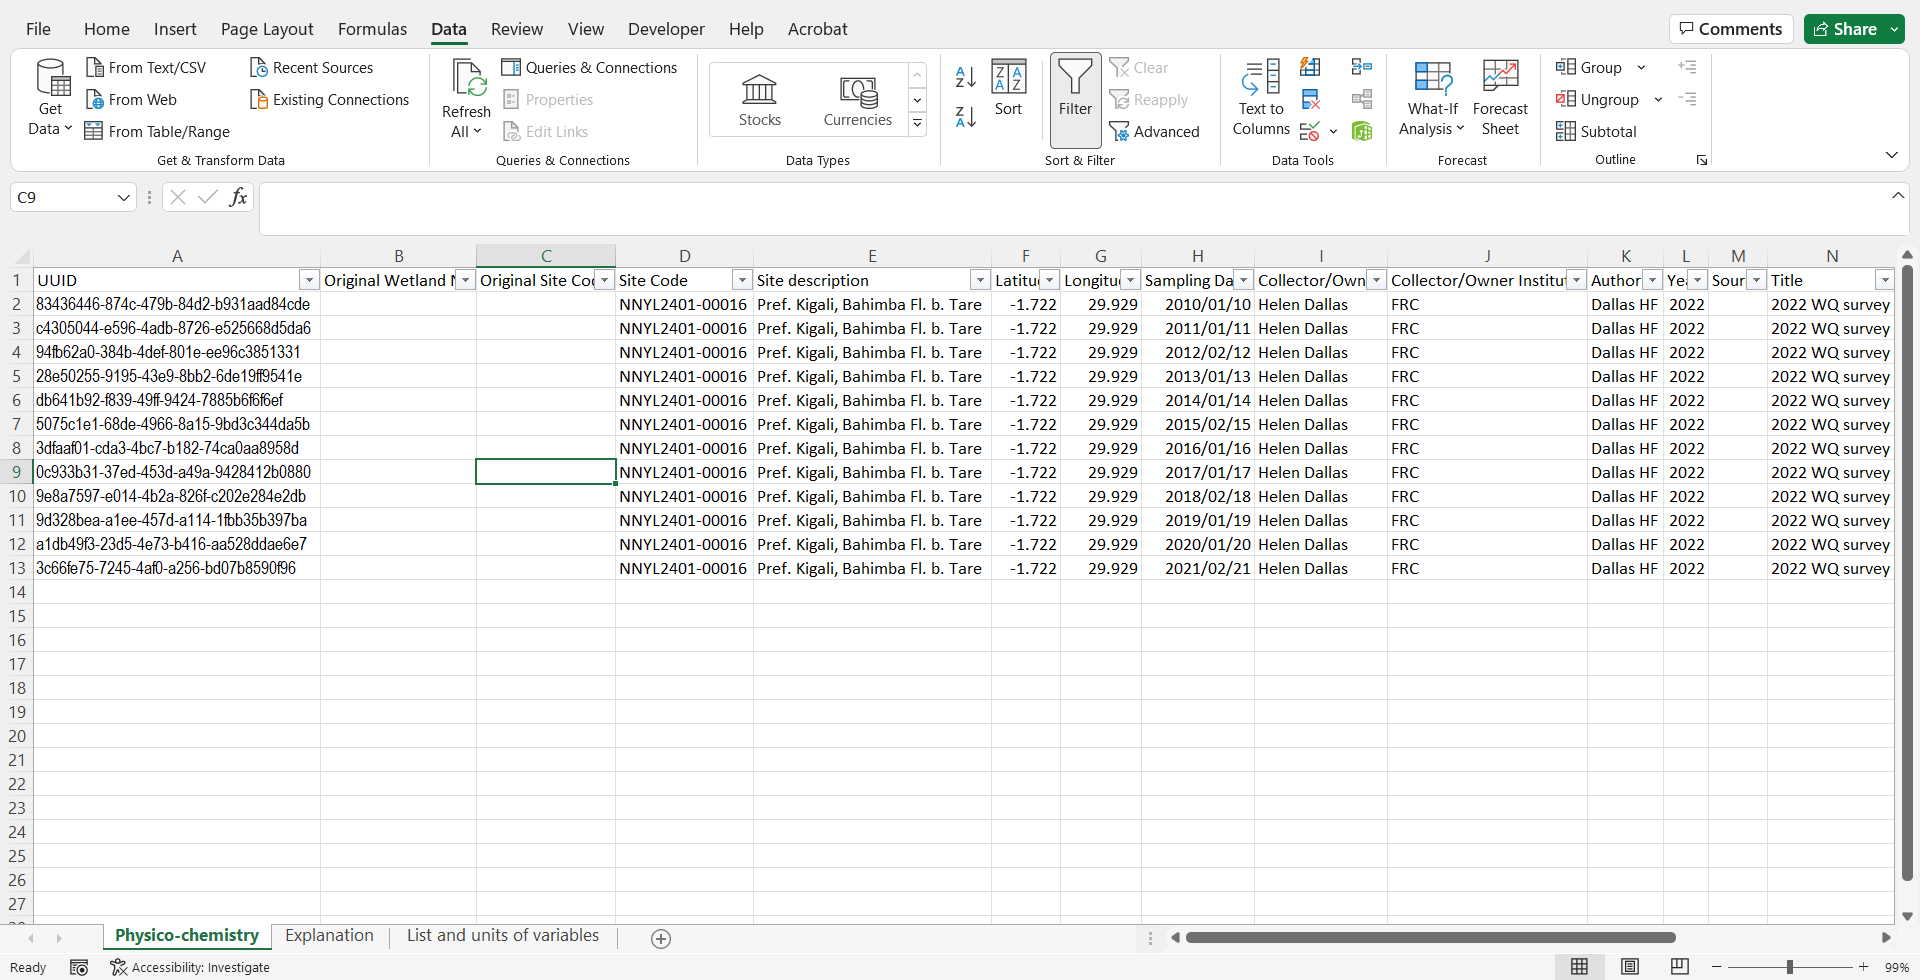 File Home Insert Page Layout Formulas Data Review View Developer Help Acrobat Comments Share
Get Data
From Text/CSV
From Web
From Table/Range
Recent Sources
Existing Connections
Get & Transform Data
Refresh All
Queries & Connections
Properties
Edit Links
Queries & Connections
Stocks
Currencies
Data Types
A Z
Z A
Z A A Z
Sort
Filter
Clear
Reapply
Advanced
Sort & Filter
Text to Columns
Data Tools
What-If Analysis
Forecast Sheet
Forecast
Group
Ungroup
Subtotal
Outline
C9 fx
A B C D E F G H I J K L M N
1 UUID Original Wetland N Original Site Coc Site Code Site description Latitu Longitu Sampling Da Collector/Own Collector/Owner Institut Author Yea Sour Title
2 83436446-874c-479b-84d2-b931aad84cde NNYL2401-00016 Pref. Kigali, Bahimba Fl. b. Tare -1.722 29.929 2010/01/10 Helen Dallas FRC Dallas HF 2022 2022 WQ survey
3 c4305044-e596-4adb-8726-e525668d5da6 NNYL2401-00016 Pref. Kigali, Bahimba Fl. b. Tare -1.722 29.929 2011/01/11 Helen Dallas FRC Dallas HF 2022 2022 WQ survey
4 94fb62a0-384b-4def-801e-ee96c3851331 NNYL2401-00016 Pref. Kigali, Bahimba Fl. b. Tare -1.722 29.929 2012/02/12 Helen Dallas FRC Dallas HF 2022 2022 WQ survey
5 28e50255-9195-43e9-8bb2-6de19ff9541e NNYL2401-00016 Pref. Kigali, Bahimba Fl. b. Tare -1.722 29.929 2013/01/13 Helen Dallas FRC Dallas HF 2022 2022 WQ survey
6 db641b92-f839-49ff-9424-7885b6f6f6ef NNYL2401-00016 Pref. Kigali, Bahimba Fl. b. Tare -1.722 29.929 2014/01/14 Helen Dallas FRC Dallas HF 2022 2022 WQ survey
7 5075c1e1-68de-4966-8a15-9bd3c344da5b NNYL2401-00016 Pref. Kigali, Bahimba Fl. b. Tare -1.722 29.929 2015/02/15 Helen Dallas FRC Dallas HF 2022 2022 WQ survey
8 3dfaaf01-cda3-4bc7-b182-74ca0aa8958d NNYL2401-00016 Pref. Kigali, Bahimba Fl. b. Tare -1.722 29.929 2016/01/16 Helen Dallas FRC Dallas HF 2022 2022 WQ survey
9 0c933b31-37ed-453d-a49a-9428412b0880 NNYL2401-00016 Pref. Kigali, Bahimba Fl. b. Tare -1.722 29.929 2017/01/17 Helen Dallas FRC Dallas HF 2022 2022 WQ survey
10 9e8a7597-e014-4b2a-826f-c202e284e2db NNYL2401-00016 Pref. Kigali, Bahimba Fl. b. Tare -1.722 29.929 2018/02/18 Helen Dallas FRC Dallas HF 2022 2022 WQ survey
11 9d328bea-a1ee-457d-a114-1fbb35b397ba NNYL2401-00016 Pref. Kigali, Bahimba Fl. b. Tare -1.722 29.929 2019/01/19 Helen Dallas FRC Dallas HF 2022 2022 WQ survey
12 a1db49f3-23d5-4e73-b416-aa528ddae6e7 NNYL2401-00016 Pref. Kigali, Bahimba Fl. b. Tare -1.722 29.929 2020/01/20 Helen Dallas FRC Dallas HF 2022 2022 WQ survey
13 3c66fe75-7245-4af0-a256-bd07b8590f96 NNYL2401-00016 Pref. Kigali, Bahimba Fl. b. Tare -1.722 29.929 2021/02/21 Helen Dallas FRC Dallas HF 2022 2022 WQ survey
14
15
16
17
18
19
20
21
22
23
24
25
26
27
Physico-chemistry Explanation List and units of variables
Ready Accessibility: Investigate 99%